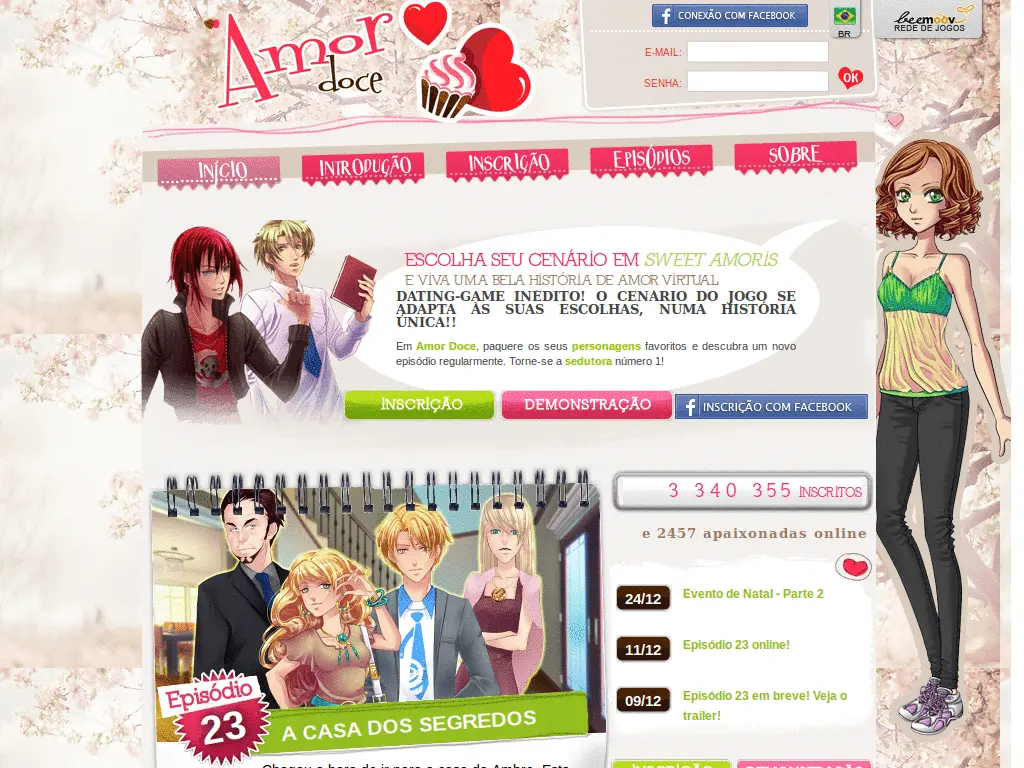 Amor
doce
CONEXÃO COM FACEBOOK
BR
beemoov
REDE DE JOGOS
E-MAIL:
SENHA:
OK
INÍCIO
INTRODUÇÃO
INSCRIÇÃO
EPISÓDIOS
SOBRE
ESCOLHA SEU CENÁRIO EM SWEET AMORIS
E VIVA UMA BELA HISTÓRIA DE AMOR VIRTUAL
DATING-GAME INEDITO! O CENARIO DO JOGO SE
ADAPTA ÀS SUAS ESCOLHAS, NUMA HISTÓRIA
ÚNICA!!
Em Amor Doce, paquere os seus personagens favoritos e descubra um novo
episódio regularmente. Torne-se a sedutora número 1!
INSCRIÇÃO
DEMONSTRAÇÃO
INSCRIÇÃO COM FACEBOOK
3 340 355 INSCRITOS
e 2457 apaixonadas online
24/12 Evento de Natal - Parte 2
11/12 Episódio 23 online!
09/12 Episódio 23 em breve! Veja o
trailer!
Episódio
23
A CASA DOS SEGREDOS
Chegou a hora de ir para a casa da Ambre. Esta
INSCRIÇÃO
DEMONSTRAÇÃO